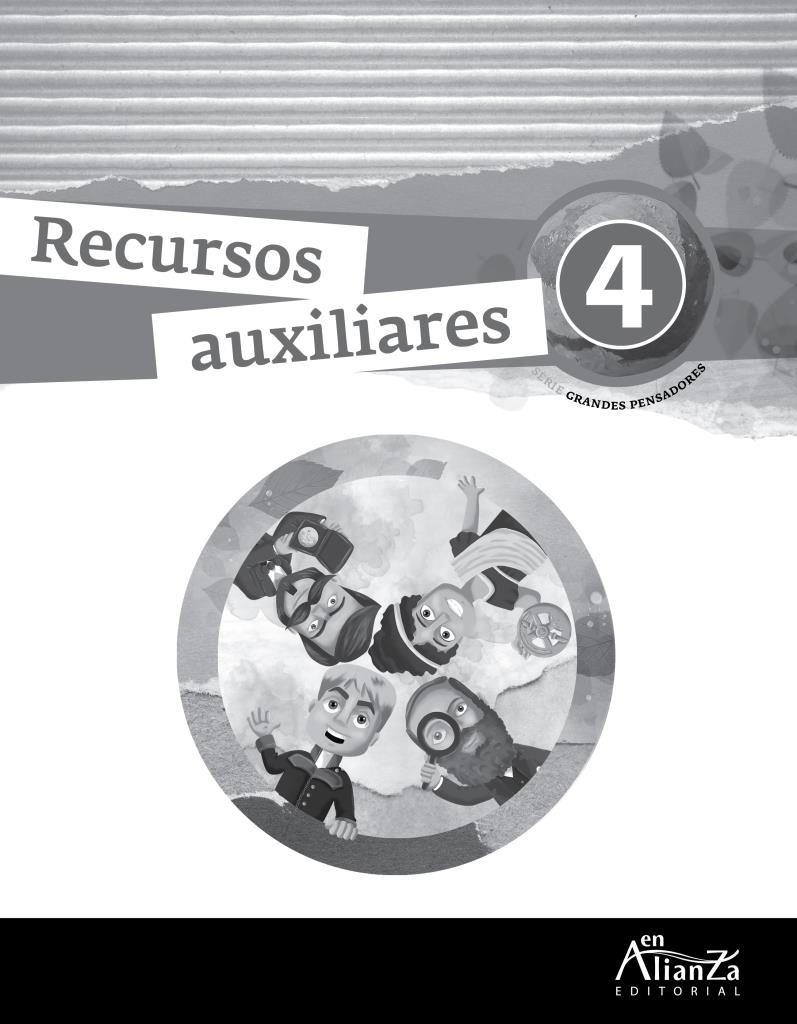 Recursos
auxiliares
4
SERIE GRANDES PENSADORES
en
AlianZa
EDITORIAL